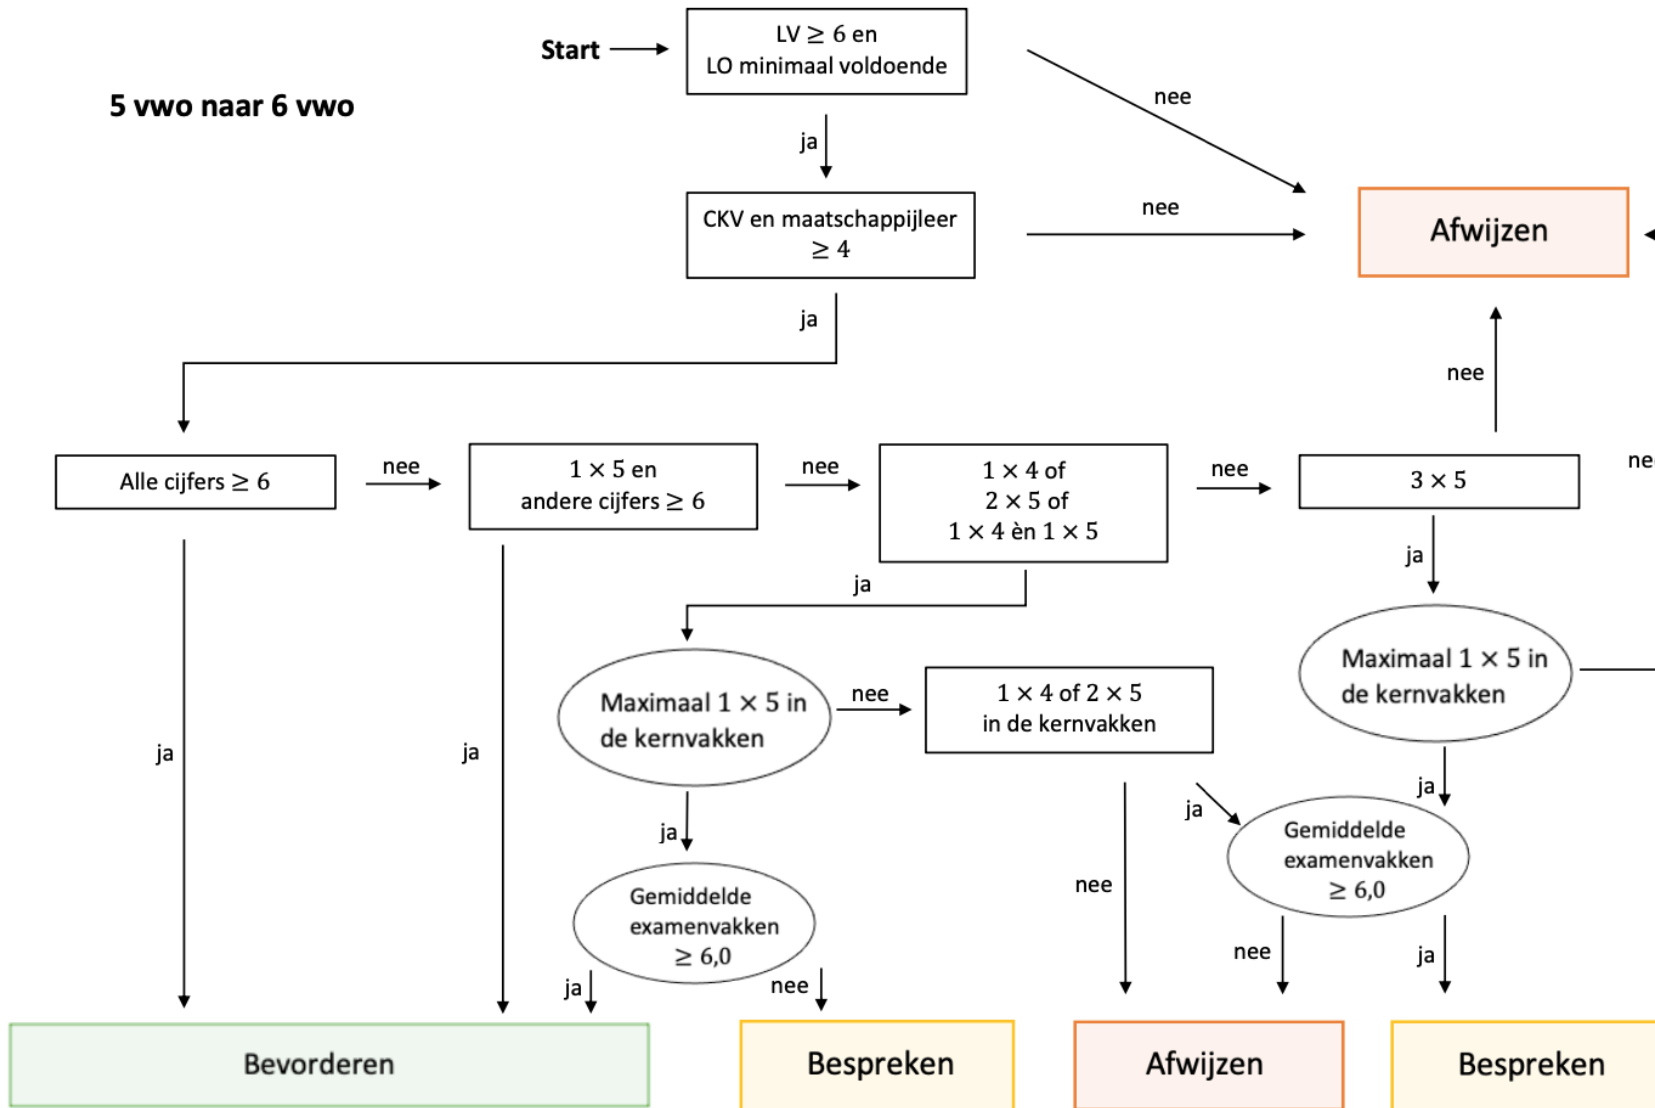 Start
LV ≥ 6 en
LO minimaal voldoende
5 vwo naar 6 vwo
nee
ja
CKV en maatschappijleer
≥ 4
nee
Afwijzen
ja
nee
Alle cijfers ≥ 6
nee
1 × 5 en
andere cijfers ≥ 6
nee
1 × 4 of
2 × 5 of
1 × 4 èn 1 × 5
nee
3 × 5
nee
ja
ja
Maximaal 1 × 5 in
de kernvakken
nee
1 × 4 of 2 × 5
in de kernvakken
Maximaal 1 × 5 in
de kernvakken
ja
ja
ja
ja
ja
Gemiddelde
examenvakken
≥ 6,0
nee
Gemiddelde
examenvakken
≥ 6,0
ja
nee
nee
ja
Bevorderen
Bespreken
Afwijzen
Bespreken